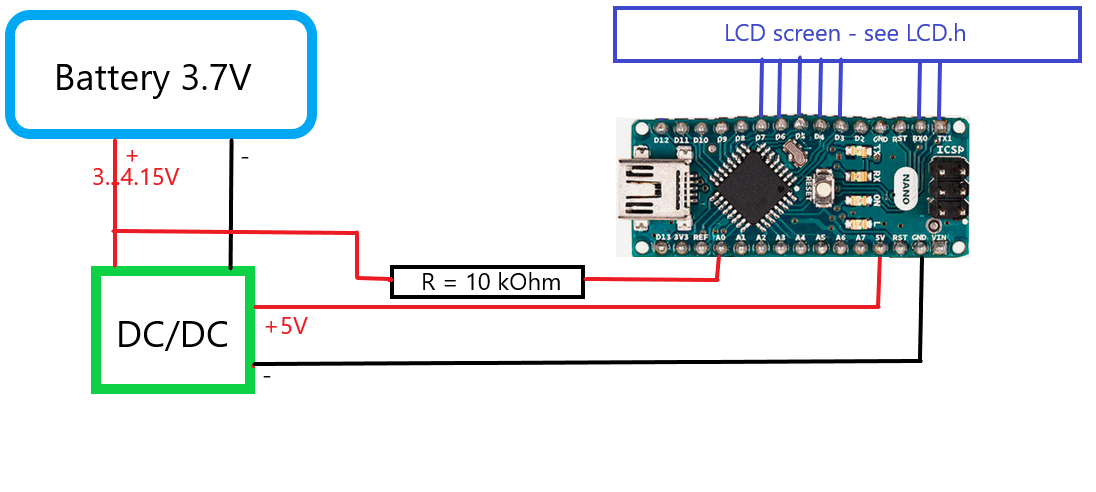 LCD screen - see LCD.h
Battery 3.7V
D12 D11 D10 D9 D8 D7 D6 D5 D4 D3 D2 GND RST RX0 TX1
+
-
3...4.15V
TX
RX
ON
L
RESET
NANO
ICSP
D13 3V3 REF A0 A1 A2 A3 A4 A5 A6 A7 5V RST GND VIN
R = 10 kOhm
DC/DC
+5V
-